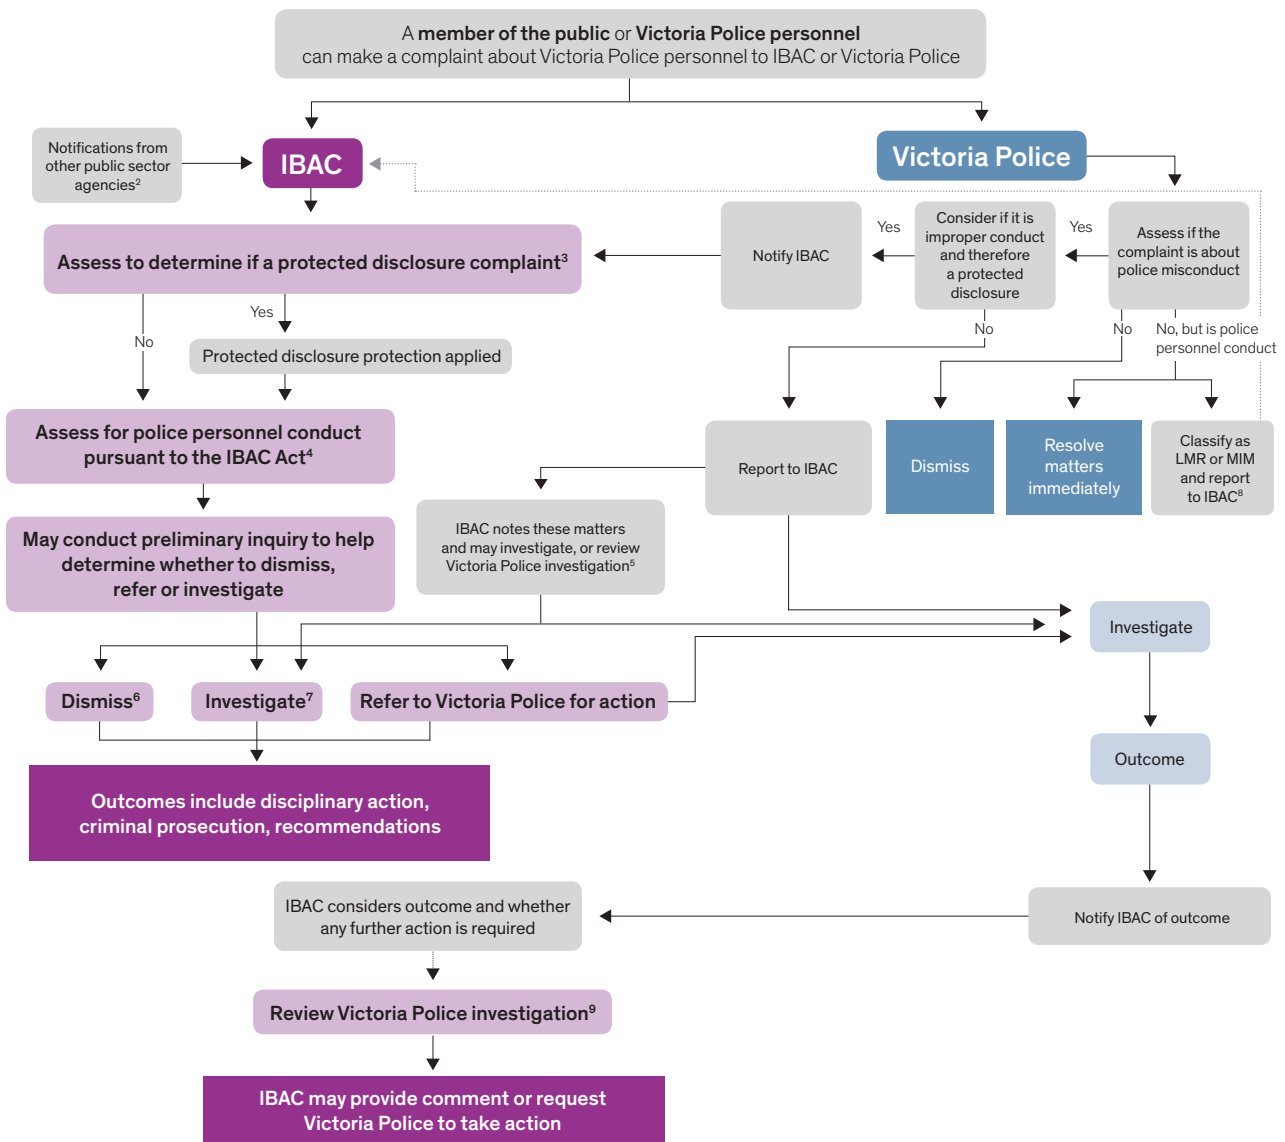 A member of the public or Victoria Police personnel
can make a complaint about Victoria Police personnel to IBAC or Victoria Police
Notifications from
other public sector
agencies²
IBAC
Victoria Police
Assess to determine if a protected disclosure complaint³
Notify IBAC
Yes
Consider if it is
improper conduct
and therefore
a protected
disclosure
Yes
Assess if the
complaint is about
police misconduct
No
Yes
Protected disclosure protection applied
No
No
No, but is police
personnel conduct
Assess for police personnel conduct
pursuant to the IBAC Act⁴
Report to IBAC
Dismiss
Resolve
matters
immediately
Classify as
LMR or MIM
and report
to IBAC⁸
May conduct preliminary inquiry to help
determine whether to dismiss,
refer or investigate
IBAC notes these matters
and may investigate, or review
Victoria Police investigation⁵
Investigate
Dismiss⁶
Investigate⁷
Refer to Victoria Police for action
Outcome
Outcomes include disciplinary action,
criminal prosecution, recommendations
IBAC considers outcome and whether
any further action is required
Notify IBAC of outcome
Review Victoria Police investigation⁹
IBAC may provide comment or request
Victoria Police to take action